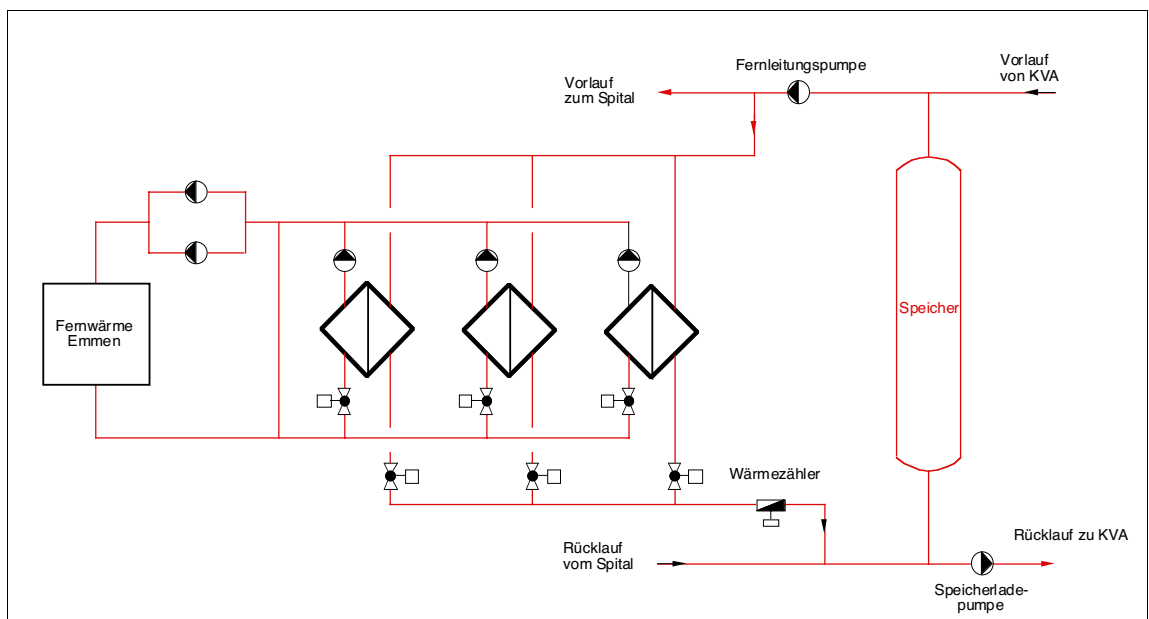 Fernleitungspumpe
Vorlauf
von KVA
Vorlauf
zum Spital
Speicher
Fernwärme
Emmen
Wärmezähler
Rücklauf
vom Spital
Rücklauf zu KVA
Speicherlade-
pumpe